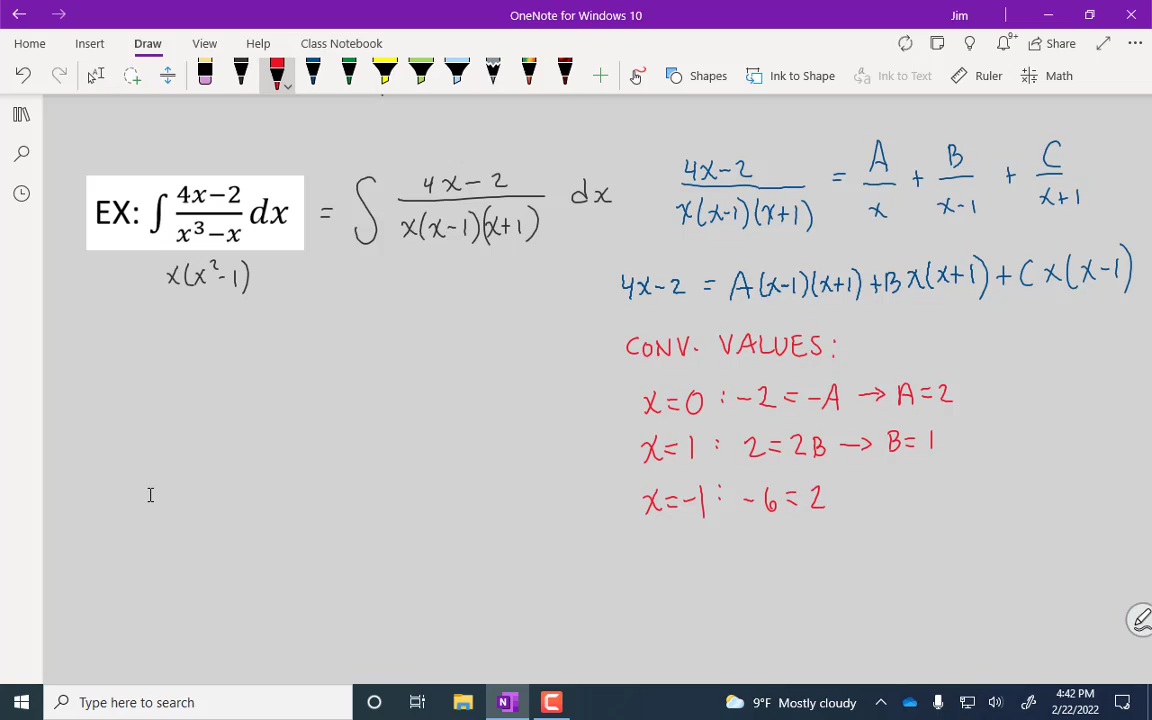 OneNote for Windows 10
Jim
Home Insert Draw View Help Class Notebook
9+ Share
Shapes Ink to Shape Ink to Text Ruler Math
EX: ∫ (4x−2)/(x³−x) dx = ∫ (4x-2)/(x(x-1)(x+1)) dx
x(x²-1)
(4x-2)/(x(x-1)(x+1)) = A/x + B/(x-1) + C/(x+1)
4x-2 = A(x-1)(x+1)+Bx(x+1)+Cx(x-1)
CONV. VALUES:
x=0 : -2=-A → A=2
x=1 : 2=2B → B=1
x=-1 : -6=2
Type here to search
9°F Mostly cloudy
4:42 PM
2/22/2022